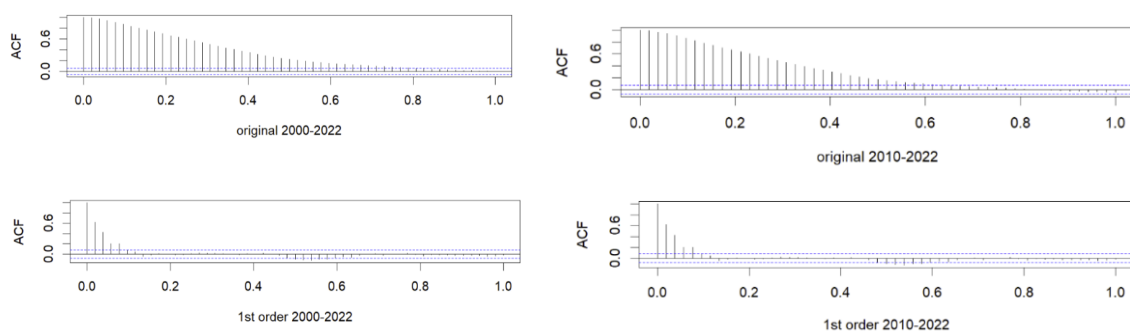 ACF
0.0 0.6
0.0 0.2 0.4 0.6 0.8 1.0
original 2000-2022
ACF
0.0 0.6
0.0 0.2 0.4 0.6 0.8 1.0
original 2010-2022
ACF
0.0 0.6
0.0 0.2 0.4 0.6 0.8 1.0
1st order 2000-2022
ACF
0.0 0.6
0.0 0.2 0.4 0.6 0.8 1.0
1st order 2010-2022